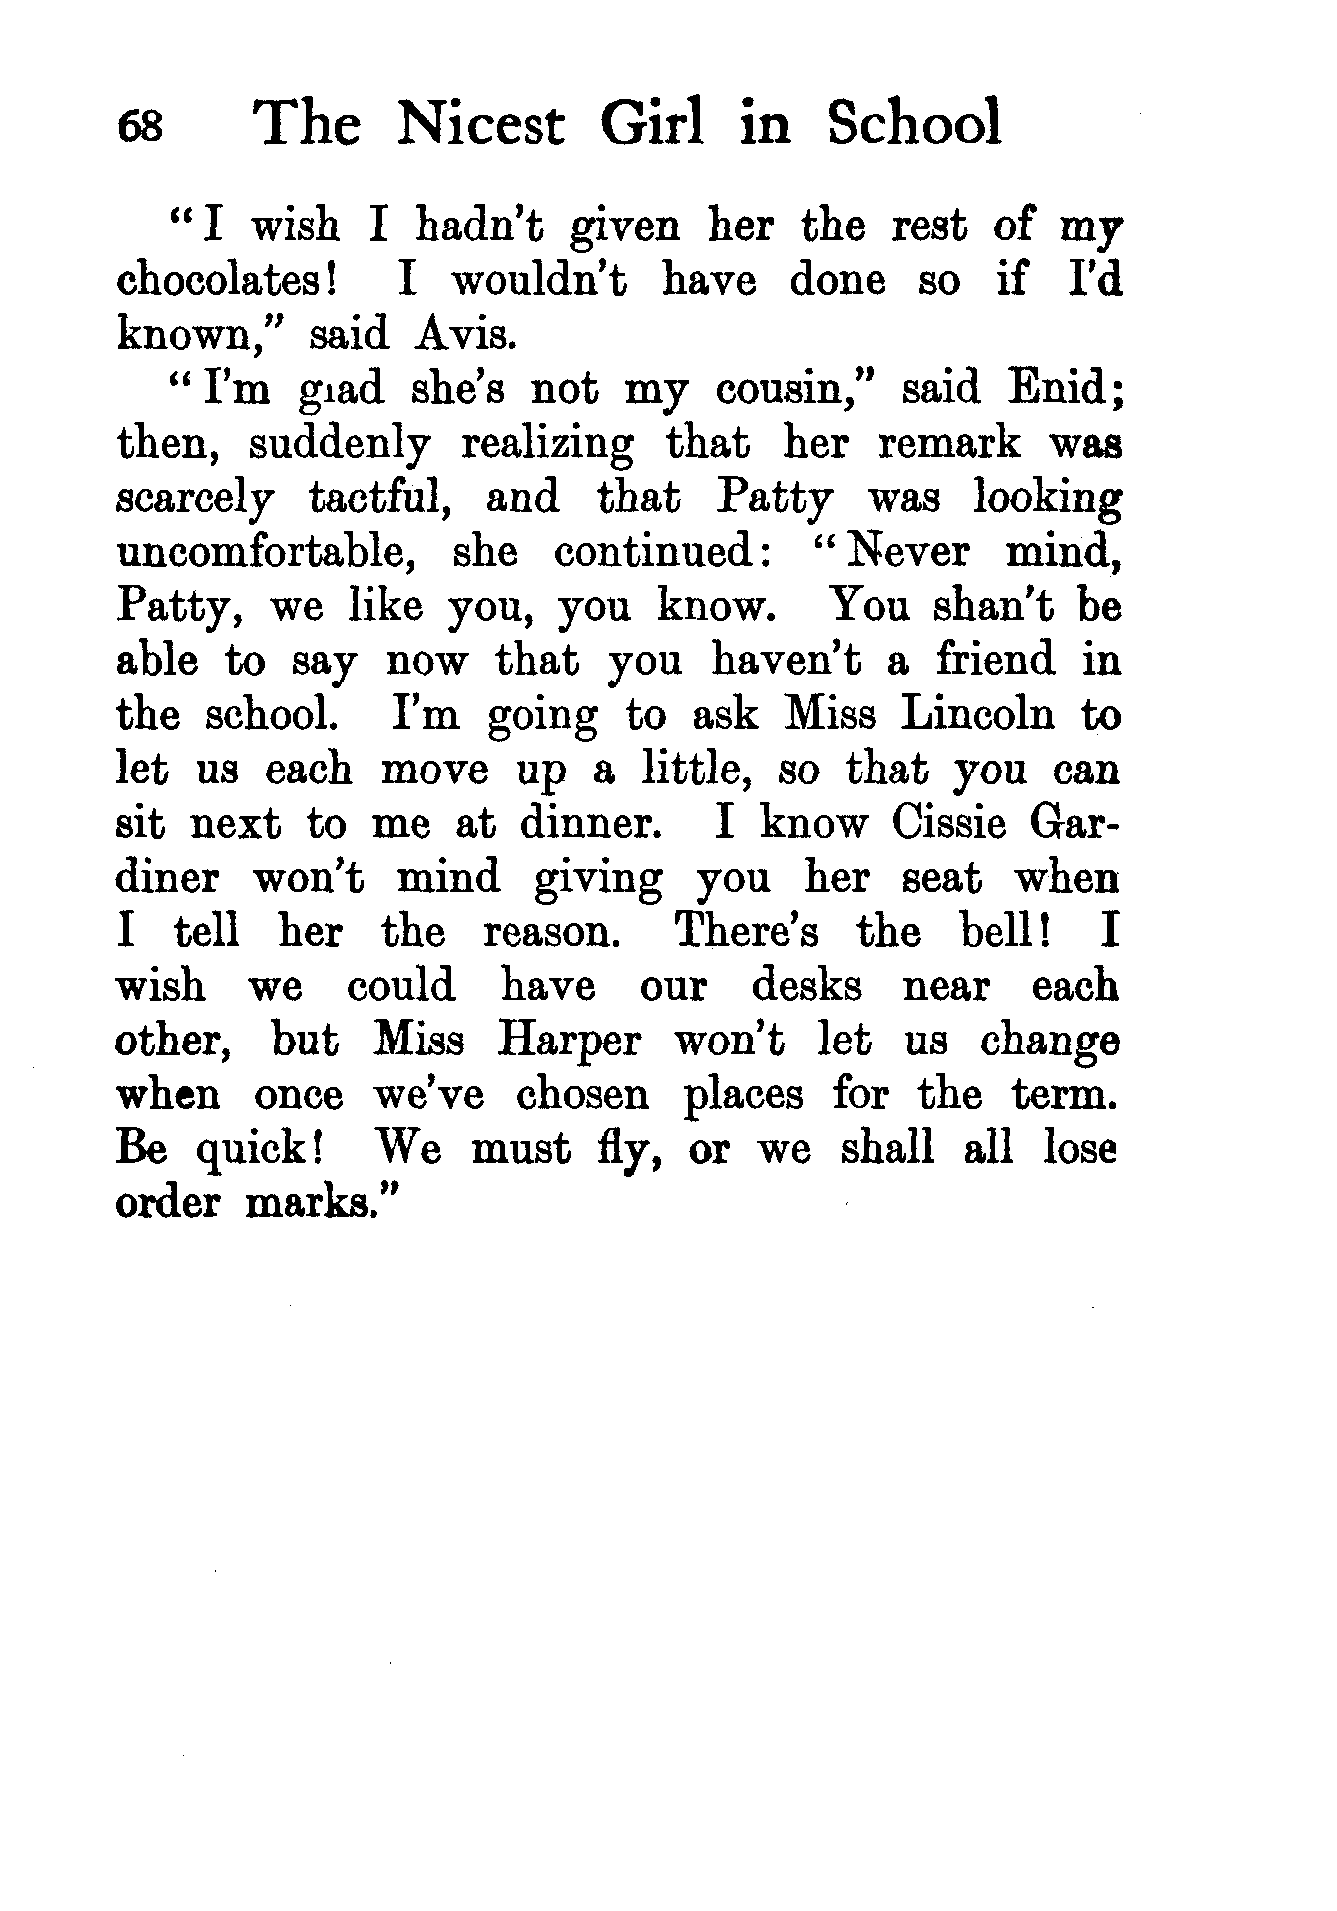 68 The Nicest Girl in School
"I wish I hadn't given her the rest of my
chocolates! I wouldn't have done so if I'd
known," said Avis.
"I'm glad she's not my cousin," said Enid;
then, suddenly realizing that her remark was
scarcely tactful, and that Patty was looking
uncomfortable, she continued: "Never mind,
Patty, we like you, you know. You shan't be
able to say now that you haven't a friend in
the school. I'm going to ask Miss Lincoln to
let us each move up a little, so that you can
sit next to me at dinner. I know Cissie Gar-
diner won't mind giving you her seat when
I tell her the reason. There's the bell! I
wish we could have our desks near each
other, but Miss Harper won't let us change
when once we've chosen places for the term.
Be quick! We must fly, or we shall all lose
order marks."